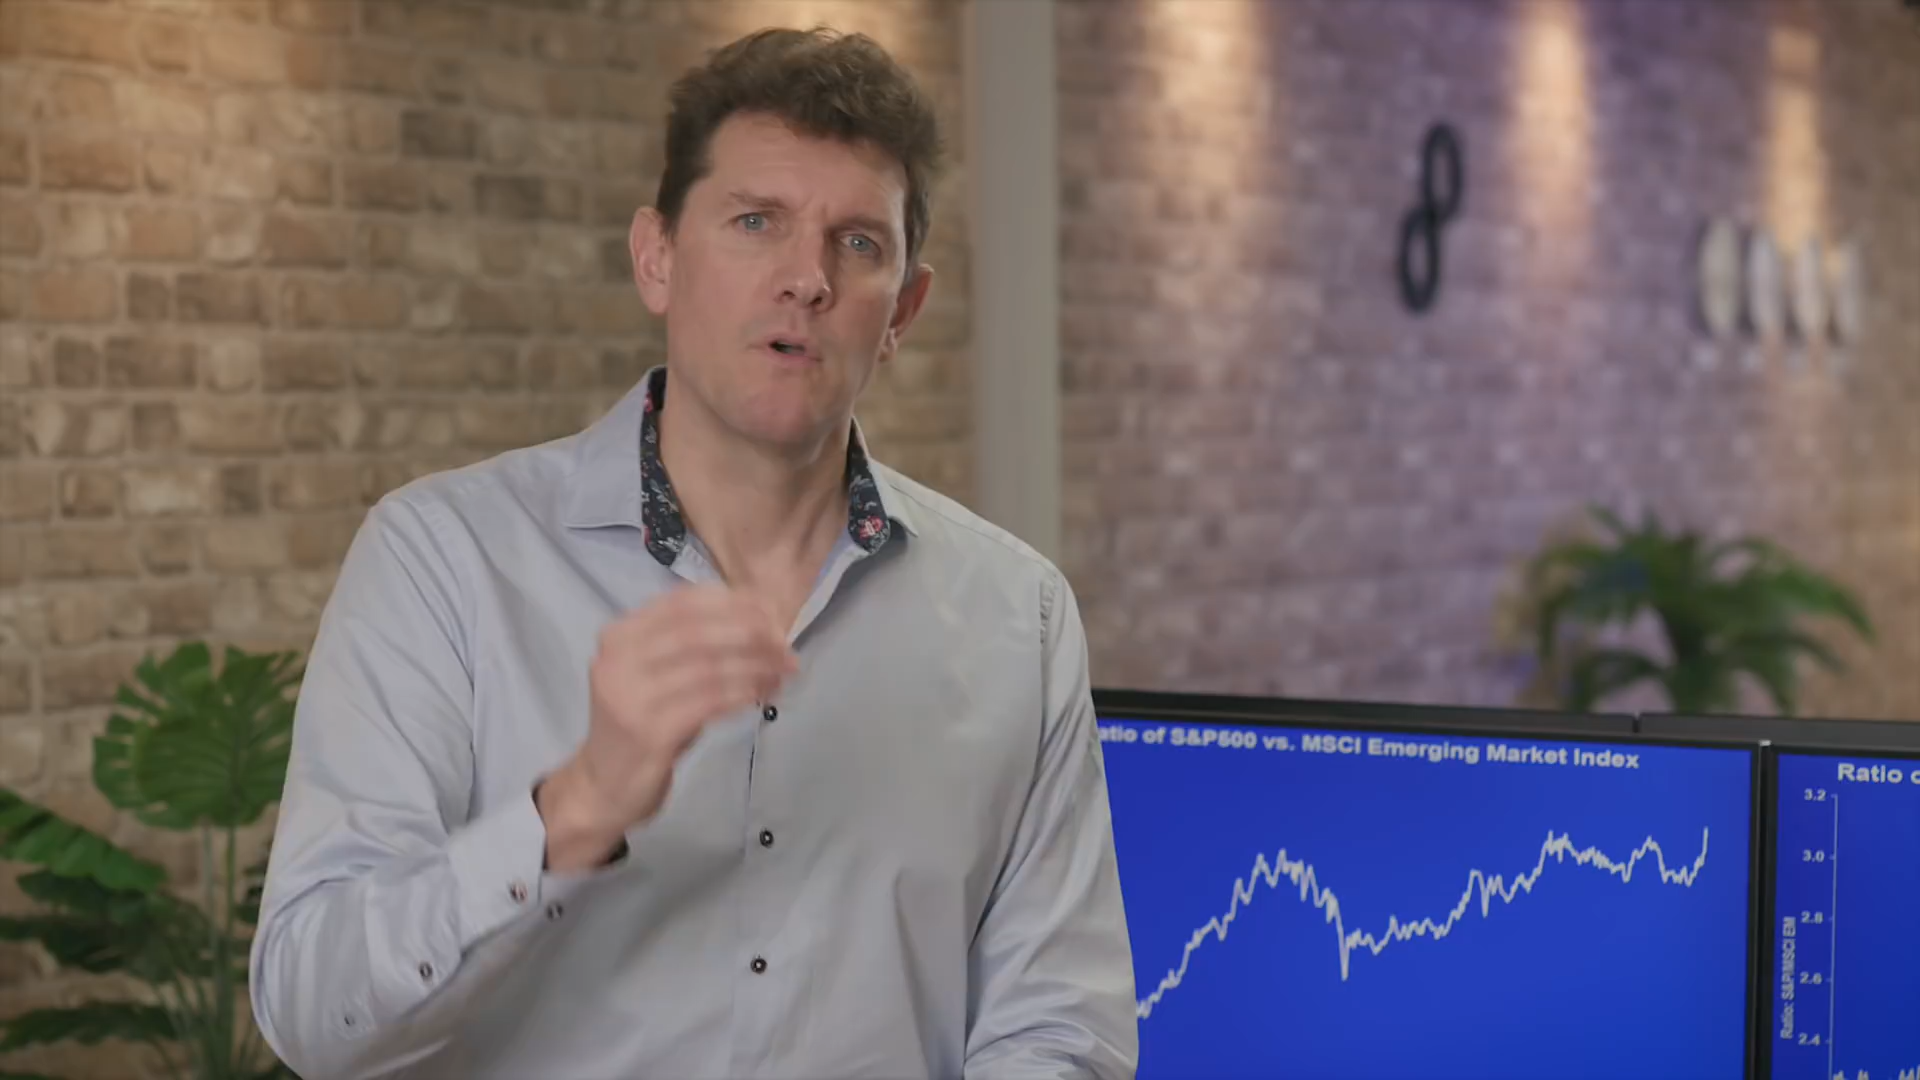 8
atio of S&P500 vs. MSCI Emerging Market Index
Ratio o
3.2
3.0
2.8
2.6
2.4
Ratio: S&P/MSCI EM